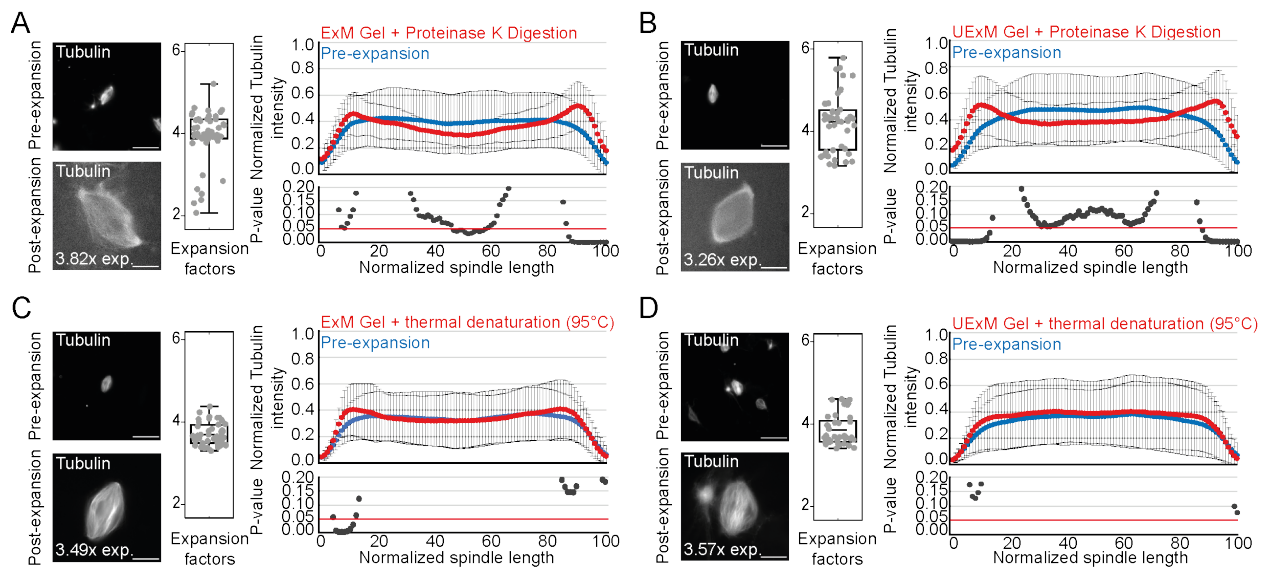 A
Pre-expansion
Tubulin
Post-expansion
Tubulin
3.82x exp.
6
4
2
Expansion
factors
ExM Gel + Proteinase K Digestion
Pre-expansion
Normalized Tubulin
intensity
1.0
0.8
0.6
0.4
0.2
0.0
P-value
0.20
0.15
0.10
0.05
0.00
0 20 40 60 80 100
Normalized spindle length
B
Pre-expansion
Tubulin
Post-expansion
Tubulin
3.26x exp.
6
4
2
Expansion
factors
UExM Gel + Proteinase K Digestion
Pre-expansion
Normalized Tubulin
intensity
1.0
0.8
0.6
0.4
0.2
0.0
P-value
0.20
0.15
0.10
0.05
0.00
0 20 40 60 80 100
Normalized spindle length
C
Pre-expansion
Tubulin
Post-expansion
Tubulin
3.49x exp.
6
4
2
Expansion
factors
ExM Gel + thermal denaturation (95°C)
Pre-expansion
Normalized Tubulin
intensity
1.0
0.8
0.6
0.4
0.2
0.0
P-value
0.20
0.15
0.10
0.05
0.00
0 20 40 60 80 100
Normalized spindle length
D
Pre-expansion
Tubulin
Post-expansion
Tubulin
3.57x exp.
6
4
2
Expansion
factors
UExM Gel + thermal denaturation (95°C)
Pre-expansion
Normalized Tubulin
intensity
1.0
0.8
0.6
0.4
0.2
0.0
P-value
0.20
0.15
0.10
0.05
0.00
0 20 40 60 80 100
Normalized spindle length